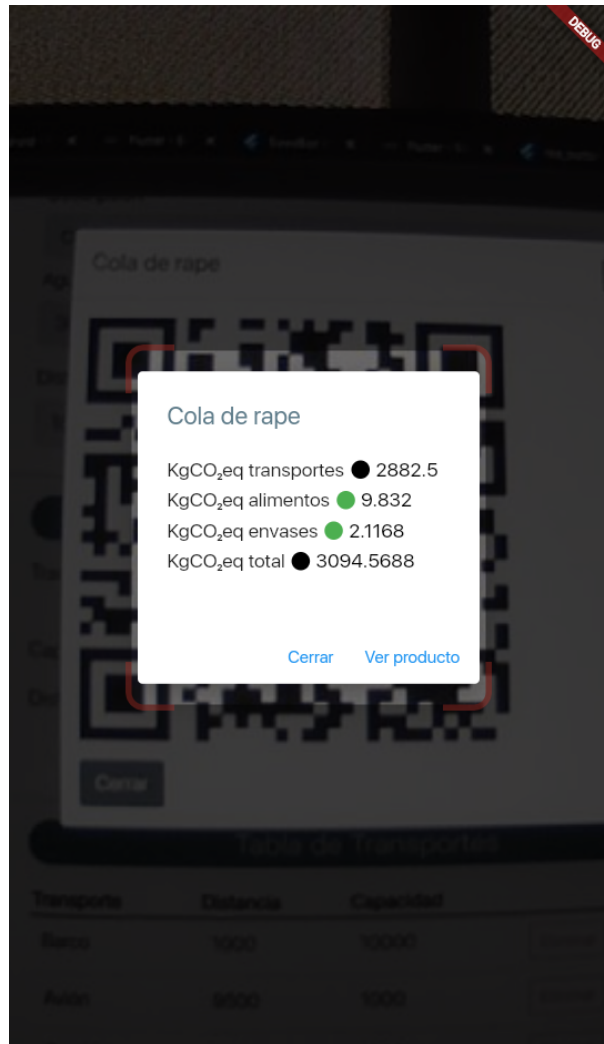 DEBUG
Cola de rape
Cola de rape
KgCO₂eq transportes 2882.5
KgCO₂eq alimentos 9.832
KgCO₂eq envases 2.1168
KgCO₂eq total 3094.5688
Cerrar Ver producto
Cerrar
Tabla de Transportes
Transporte Distancia Capacidad
Barco 1000 10000
Avión 9500 1000